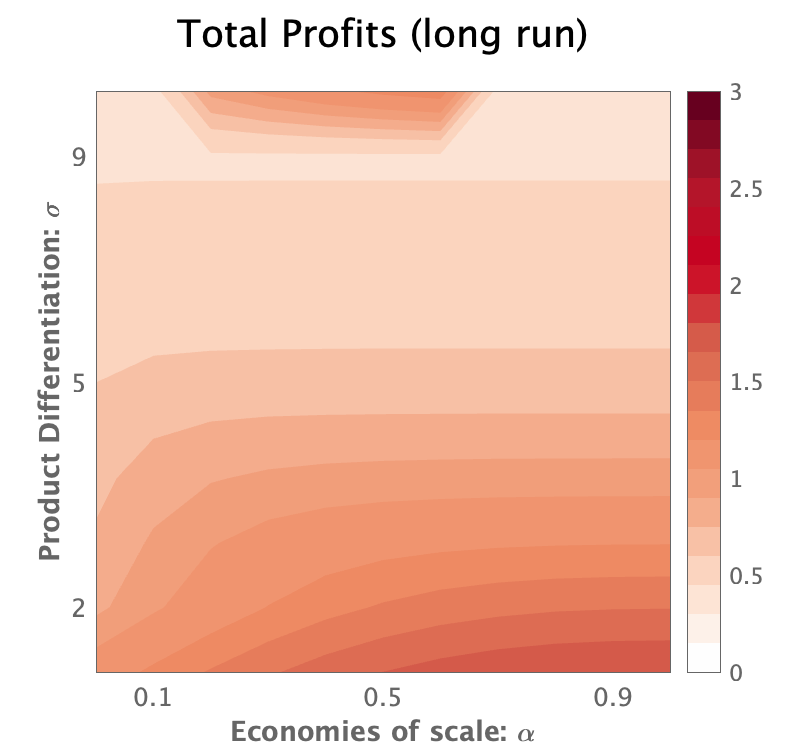 Total Profits (long run)
3
9
2.5
2
Product Differentiation: σ
5
1.5
1
0.5
2
0
0.1 0.5 0.9
Economies of scale: α